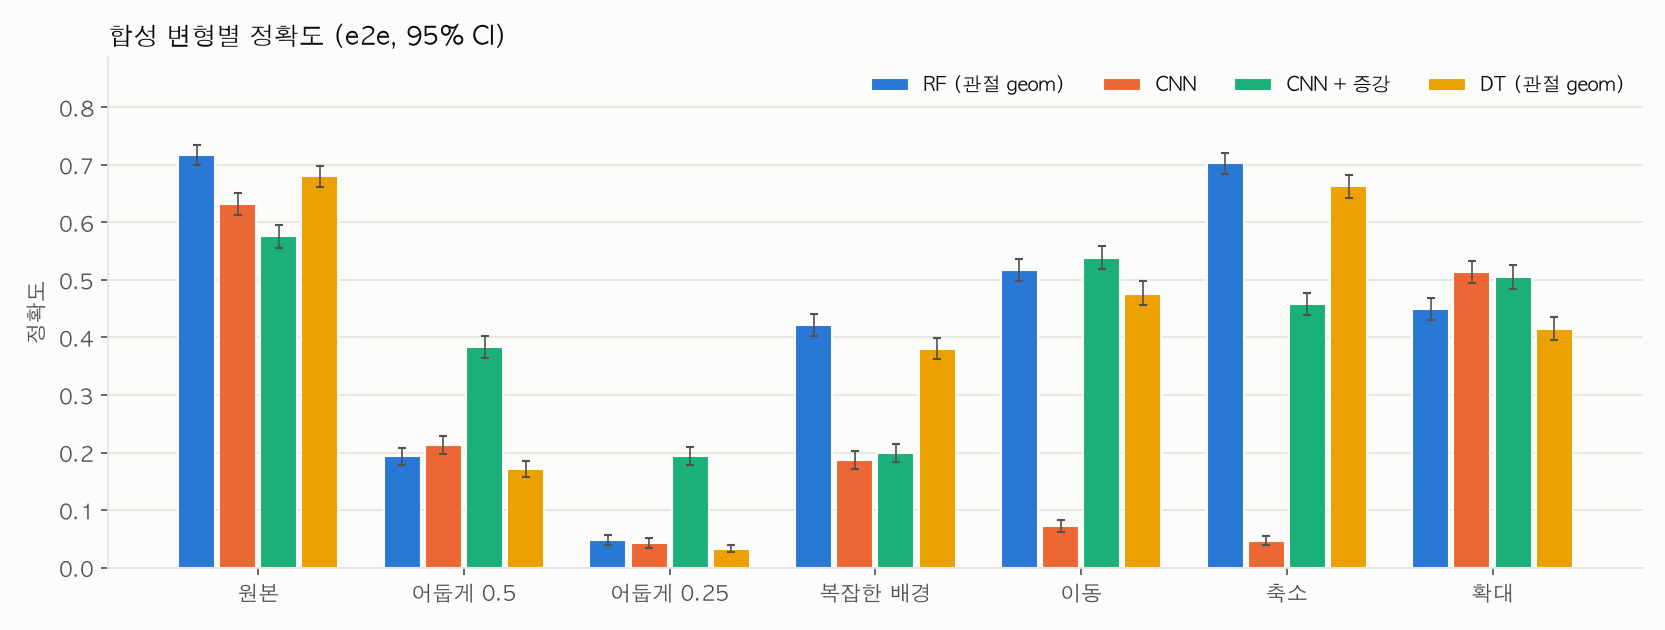 합성 변형별 정확도 (e2e, 95% CI)
RF (관절 geom) CNN CNN + 증강 DT (관절 geom)
정확도
0.8
0.7
0.6
0.5
0.4
0.3
0.2
0.1
0.0
원본 어둡게 0.5 어둡게 0.25 복잡한 배경 이동 축소 확대